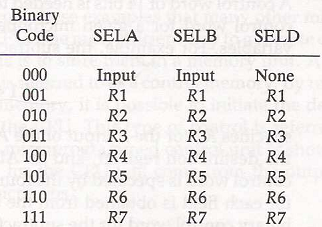 Binary
Code SELA SELB SELD
000 Input Input None
001 R1 R1 R1
010 R2 R2 R2
011 R3 R3 R3
100 R4 R4 R4
101 R5 R5 R5
110 R6 R6 R6
111 R7 R7 R7